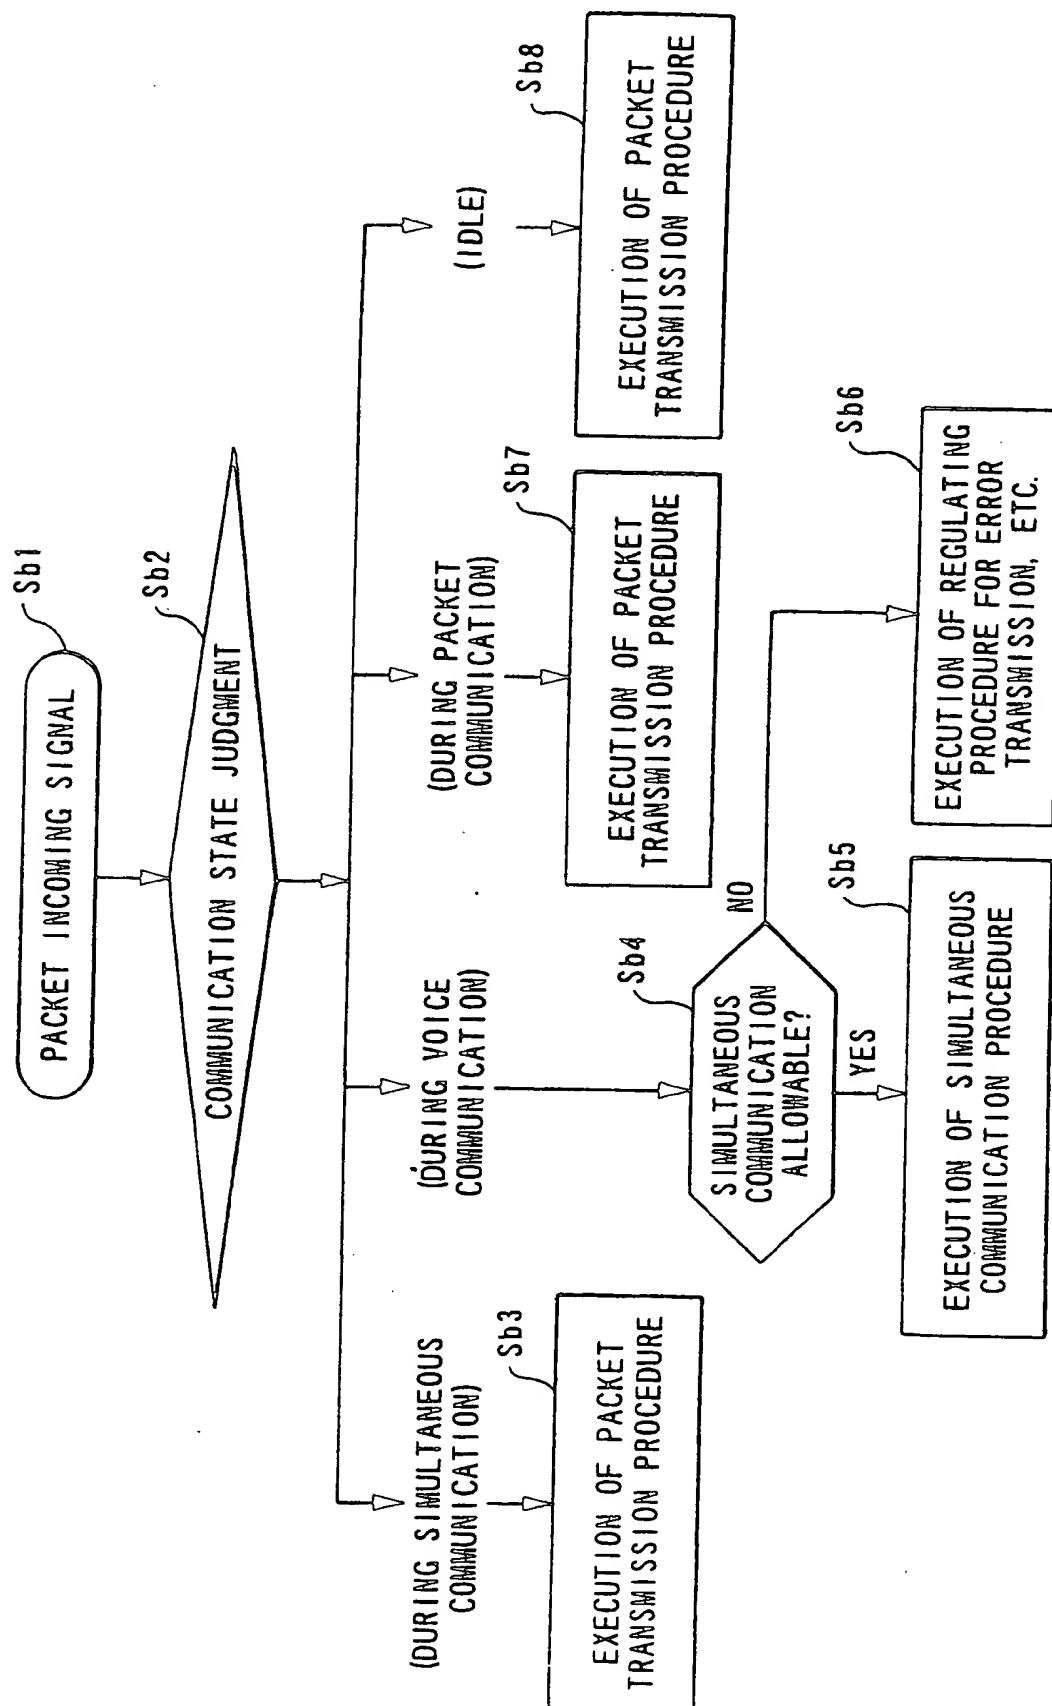 PACKET INCOMING SIGNAL
Sb1
COMMUNICATION STATE JUDGMENT
Sb2
(DURING SIMULTANEOUS
COMMUNICATION)
(DURING VOICE
COMMUNICATION)
(DURING PACKET
COMMUNICATION)
(IDLE)
Sb3
EXECUTION OF PACKET
TRANSMISSION PROCEDURE
Sb4
SIMULTANEOUS
COMMUNICATION
ALLOWABLE?
NO
YES
Sb7
EXECUTION OF PACKET
TRANSMISSION PROCEDURE
Sb8
EXECUTION OF PACKET
TRANSMISSION PROCEDURE
Sb5
EXECUTION OF SIMULTANEOUS
COMMUNICATION PROCEDURE
Sb6
EXECUTION OF REGULATING
PROCEDURE FOR ERROR
TRANSMISSION, ETC.